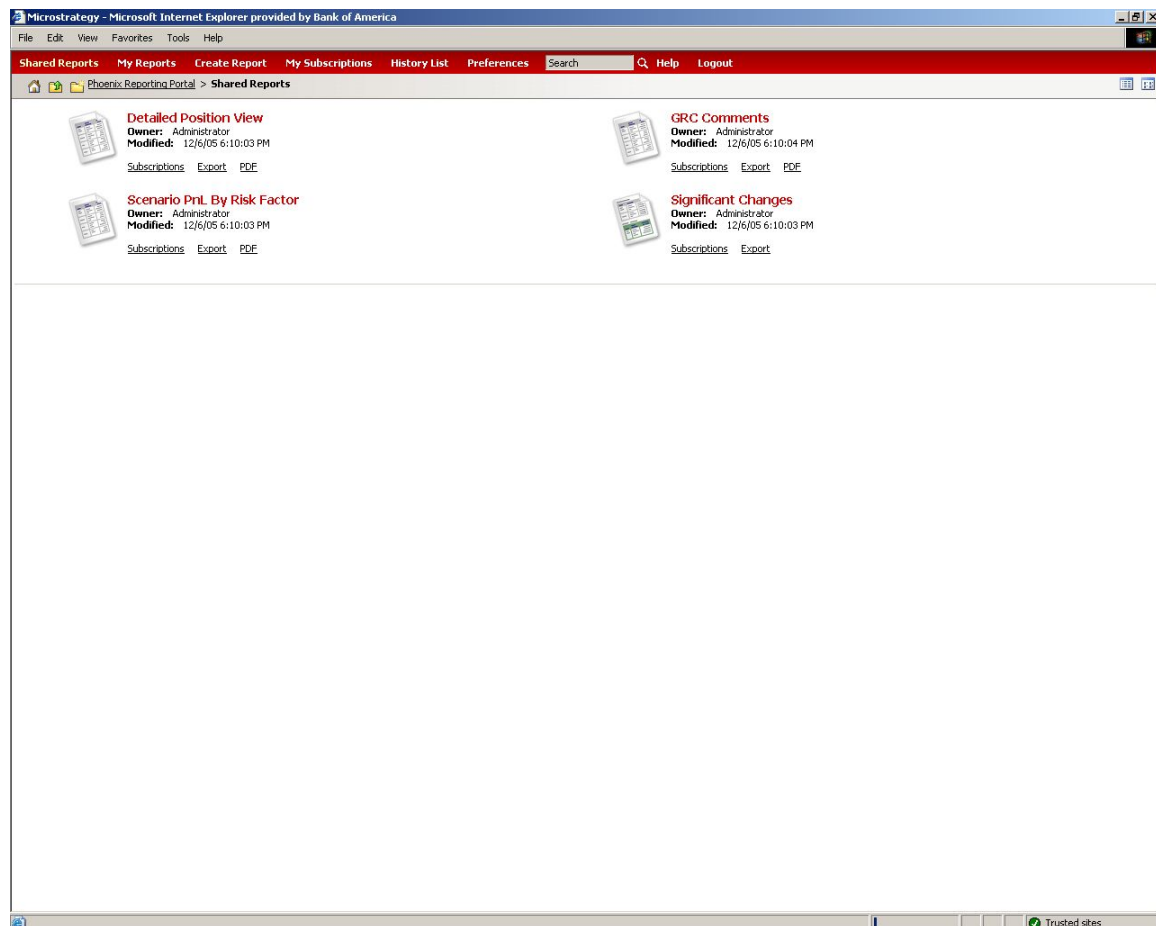 Microstrategy - Microsoft Internet Explorer provided by Bank of America
File Edit View Favorites Tools Help
Shared Reports My Reports Create Report My Subscriptions History List Preferences Search Help Logout
Phoenix Reporting Portal > Shared Reports
Detailed Position View
Owner: Administrator
Modified: 12/6/05 6:10:03 PM
Subscriptions Export PDF
GRC Comments
Owner: Administrator
Modified: 12/6/05 6:10:04 PM
Subscriptions Export PDF
Scenario PnL By Risk Factor
Owner: Administrator
Modified: 12/6/05 6:10:03 PM
Subscriptions Export PDF
Significant Changes
Owner: Administrator
Modified: 12/6/05 6:10:03 PM
Subscriptions Export
Trusted sites